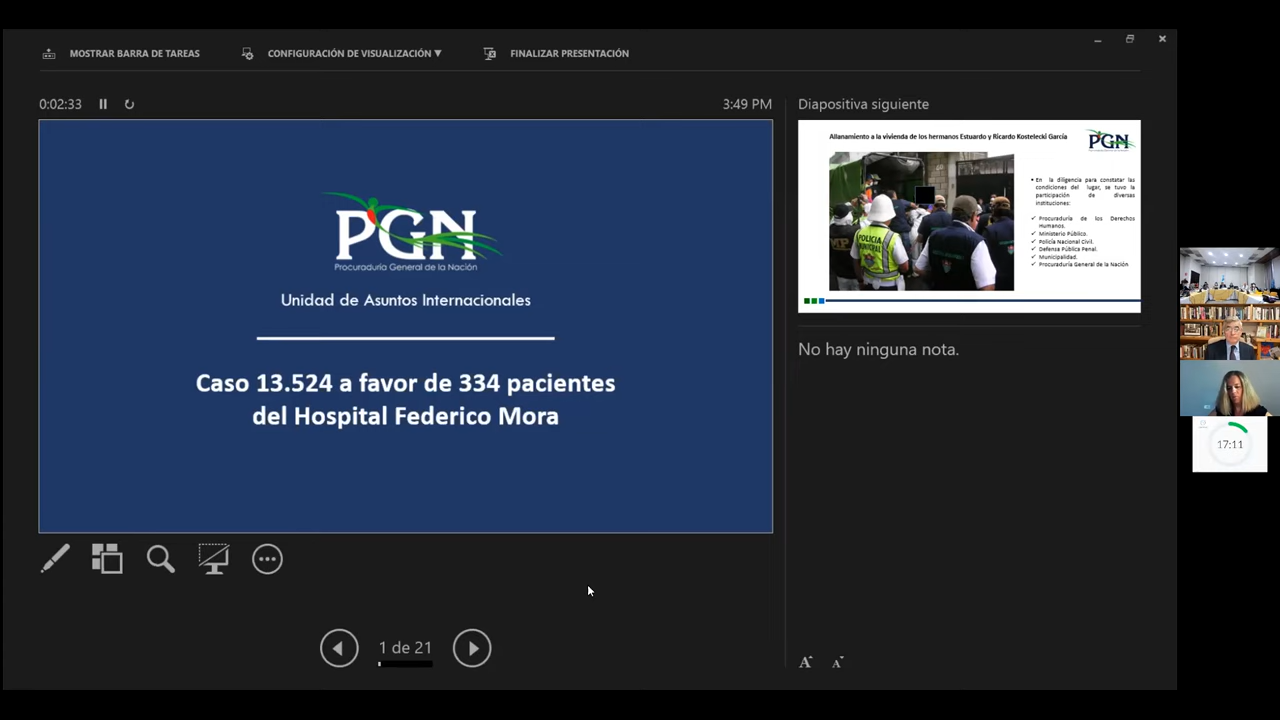 MOSTRAR BARRA DE TAREAS
CONFIGURACIÓN DE VISUALIZACIÓN ▼
FINALIZAR PRESENTACIÓN
0:02:33
3:49 PM
PGN
Procuraduría General de la Nación
Unidad de Asuntos Internacionales
Caso 13.524 a favor de 334 pacientes
del Hospital Federico Mora
1 de 21
Diapositiva siguiente
Allanamiento a la vivienda de los hermanos Estuardo y Ricardo Kostelecki García
PGN
MP
POLICIA
MUNICIPAL
En la diligencia para constatar las
condiciones del lugar, se tuvo la
participación de diversas
instituciones:
✓ Procuraduría de los Derechos
Humanos.
✓ Ministerio Público.
✓ Policía Nacional Civil.
✓ Defensa Pública Penal.
✓ Municipalidad.
✓ Procuraduría General de la Nación
No hay ninguna nota.
A A
17:11